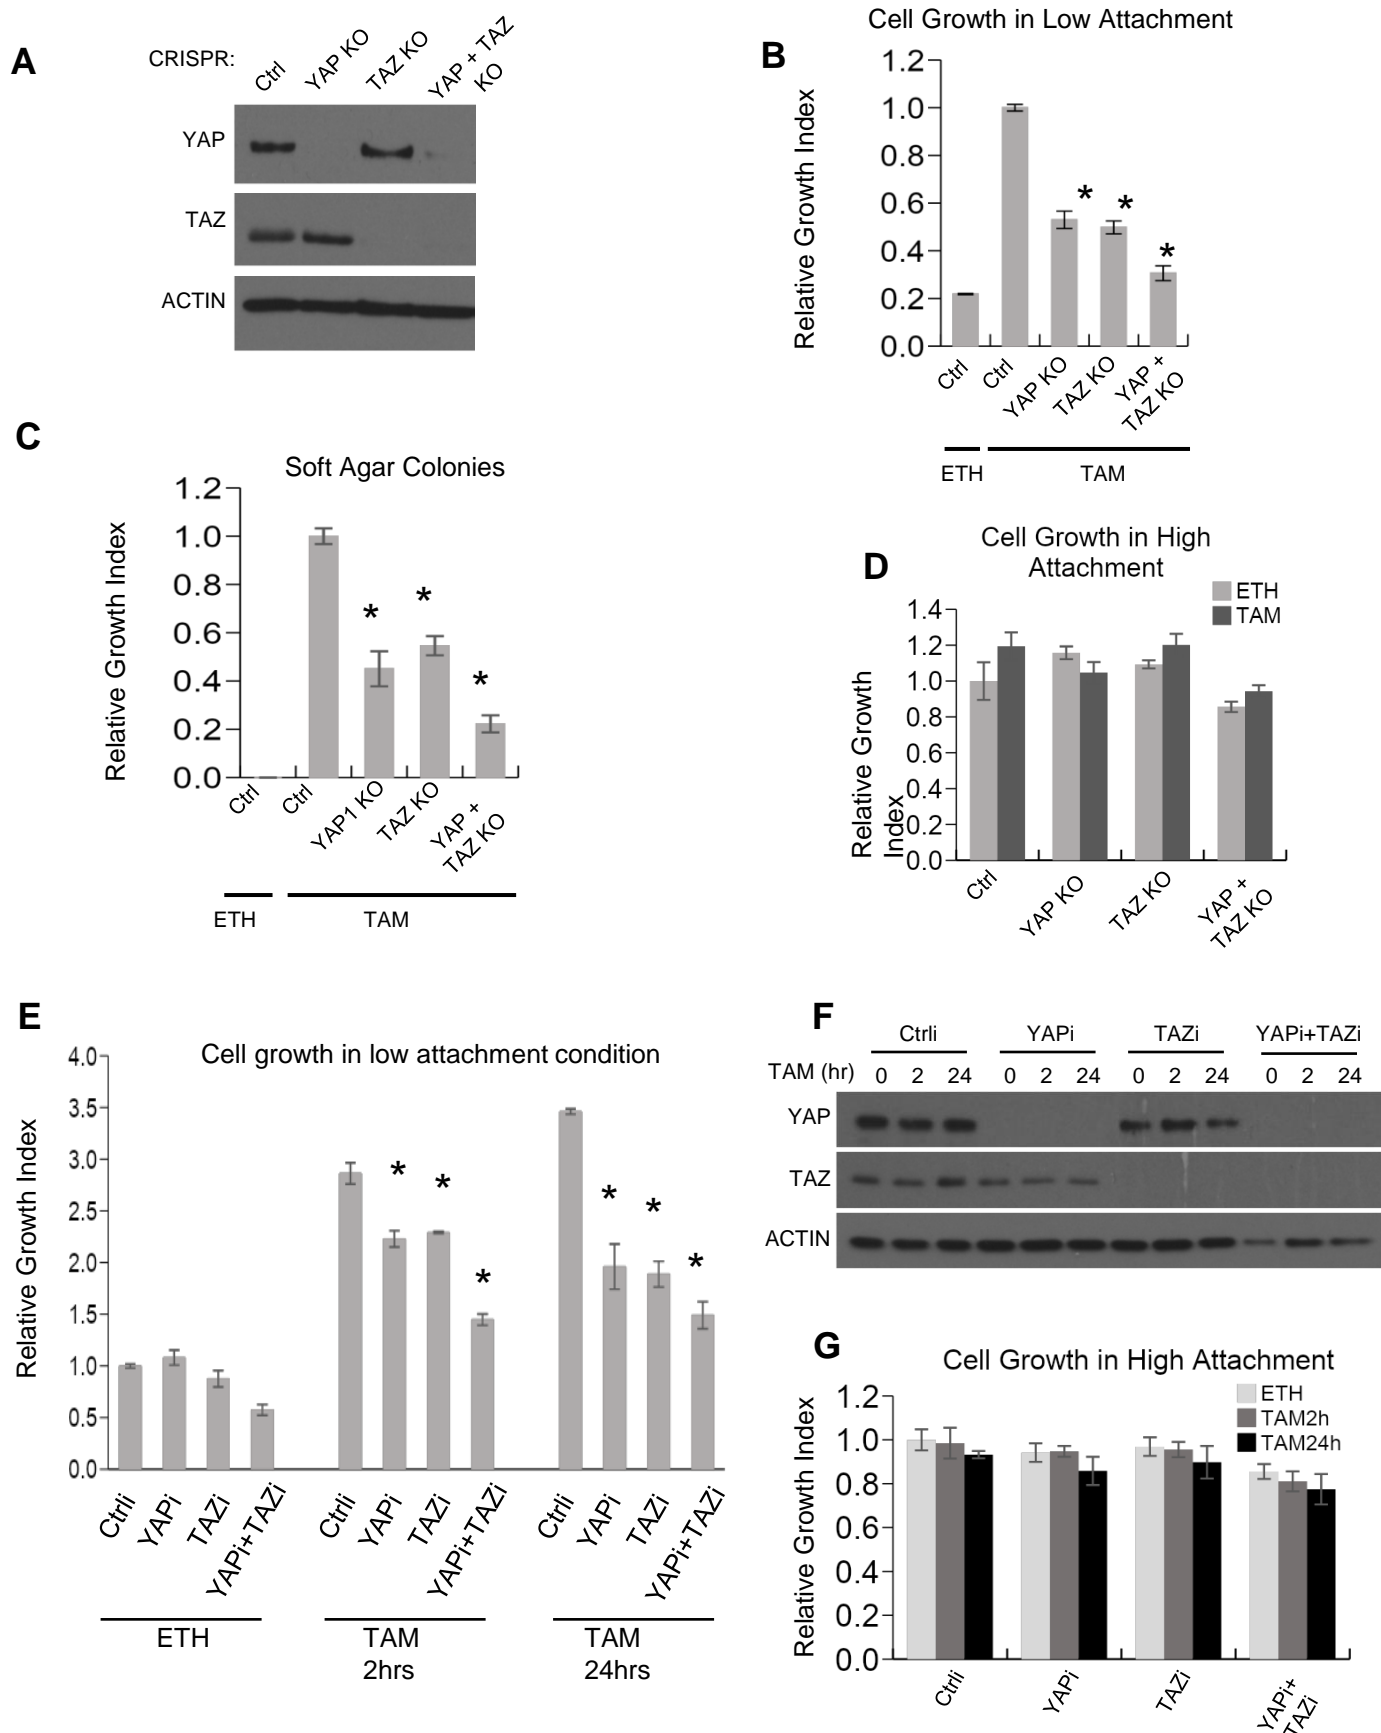 A
CRISPR:
Ctrl
YAP KO
TAZ KO
YAP + TAZ
KO
YAP
TAZ
ACTIN
B
Cell Growth in Low Attachment
Relative Growth Index
1.2
1.0
0.8
0.6
0.4
0.2
0.0
*
*
*
Ctrl
Ctrl
YAP KO
TAZ KO
YAP +
TAZ KO
ETH
TAM
C
Soft Agar Colonies
Relative Growth Index
1.2
1.0
0.8
0.6
0.4
0.2
0.0
*
*
*
Ctrl
Ctrl
YAP1 KO
TAZ KO
YAP +
TAZ KO
ETH
TAM
D
Cell Growth in High
Attachment
ETH
TAM
Relative Growth
Index
1.4
1.2
1.0
0.8
0.6
0.4
0.2
0.0
Ctrl
YAP KO
TAZ KO
YAP +
TAZ KO
E
Cell growth in low attachment condition
Relative Growth Index
4.0
3.5
3.0
2.5
2.0
1.5
1.0
0.5
0.0
*
*
*
*
*
*
Ctrli
YAPi
TAZi
YAPi+TAZi
Ctrli
YAPi
TAZi
YAPi+TAZi
Ctrli
YAPi
TAZi
YAPi+TAZi
ETH
TAM
2hrs
TAM
24hrs
F
Ctrli YAPi TAZi YAPi+TAZi
TAM (hr) 0 2 24 0 2 24 0 2 24 0 2 24
YAP
TAZ
ACTIN
G
Cell Growth in High Attachment
ETH
TAM2h
TAM24h
Relative Growth Index
1.2
1.0
0.8
0.6
0.4
0.2
0.0
Ctrli
YAPi
TAZi
YAPi+
TAZi